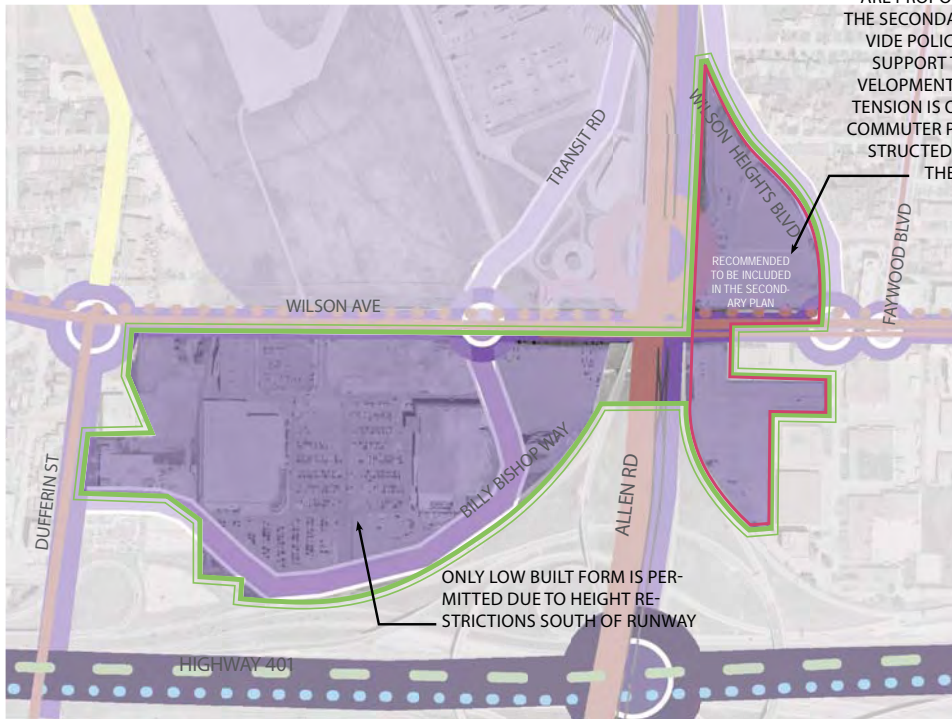 ARE PROPO
THE SECONDA
VIDE POLIC
SUPPORT T
VELOPMENT
TENSION IS C
COMMUTER P
STRUCTED
THE
TRANSIT RD
WILSON HEIGHTS BLVD
FAYWOOD BLVD
RECOMMENDED
TO BE INCLUDED
IN THE SECOND-
ARY PLAN
WILSON AVE
DUFFERIN ST
BILLY BISHOP WAY
ALLEN RD
ONLY LOW BUILT FORM IS PER-
MITTED DUE TO HEIGHT RE-
STRICTIONS SOUTH OF RUNWAY
HIGHWAY 401